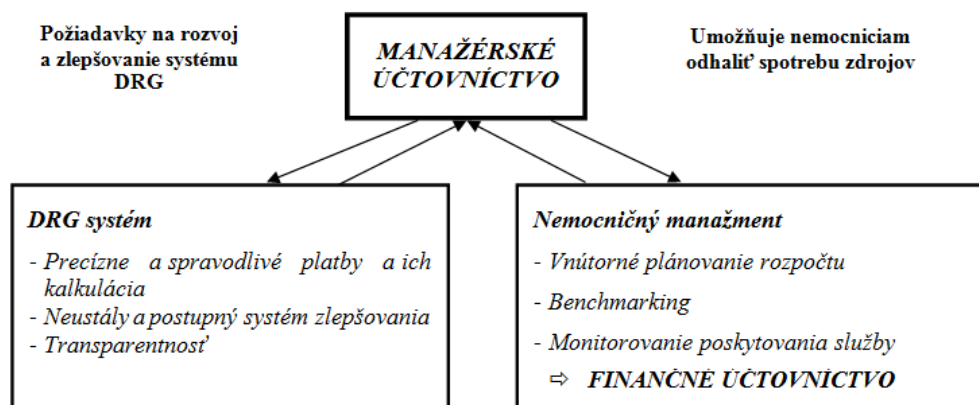 Požiadavky na rozvoj
a zlepšovanie systému
DRG
MANAŽÉRSKÉ
ÚČTOVNÍCTVO
Umožňuje nemocniciam
odhaliť spotrebu zdrojov
DRG systém
- Precízne a spravodlivé platby a ich
kalkulácia
- Neustály a postupný systém zlepšovania
- Transparentnosť
Nemocničný manažment
- Vnútorné plánovanie rozpočtu
- Benchmarking
- Monitorovanie poskytovania služby
⇨ FINANČNÉ ÚČTOVNÍCTVO